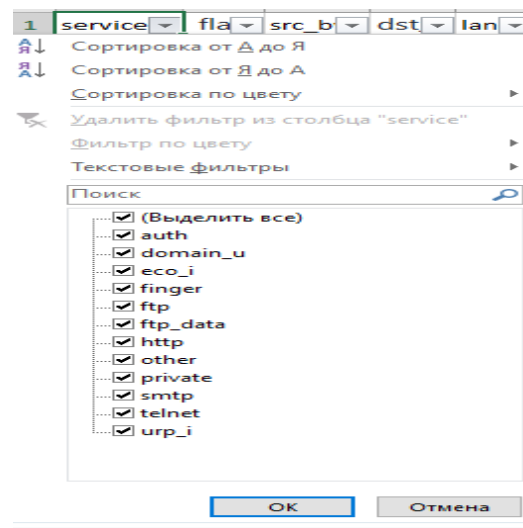 1 service fla src_b dst_ lan
Сортировка от А до Я
Сортировка от Я до А
Сортировка по цвету
Удалить фильтр из столбца "service"
Фильтр по цвету
Текстовые фильтры
Поиск
(Выделить все)
auth
domain_u
eco_i
finger
ftp
ftp_data
http
other
private
smtp
telnet
urp_i
ОК Отмена